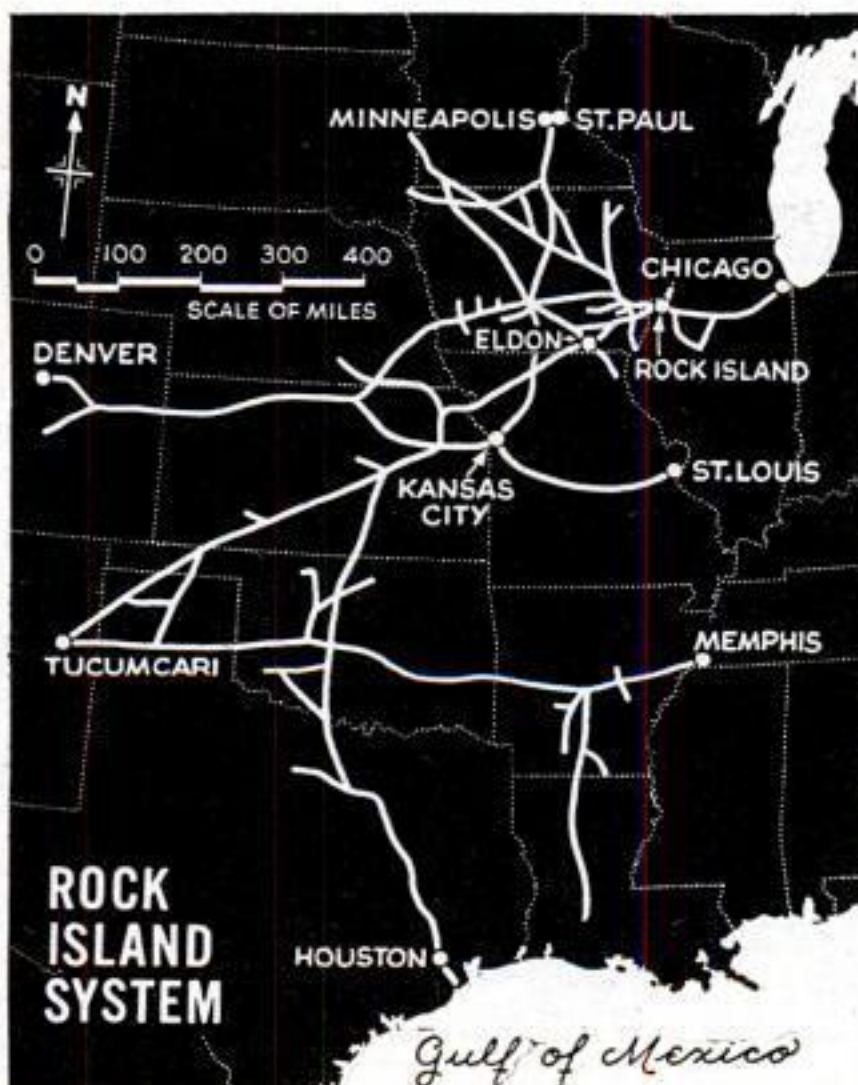 N
MINNEAPOLIS ST. PAUL
0 100 200 300 400
SCALE OF MILES
CHICAGO
DENVER
ELDON
ROCK ISLAND
KANSAS
CITY
ST. LOUIS
TUCUMCARI
MEMPHIS
ROCK
ISLAND
SYSTEM
HOUSTON
Gulf of Mexico